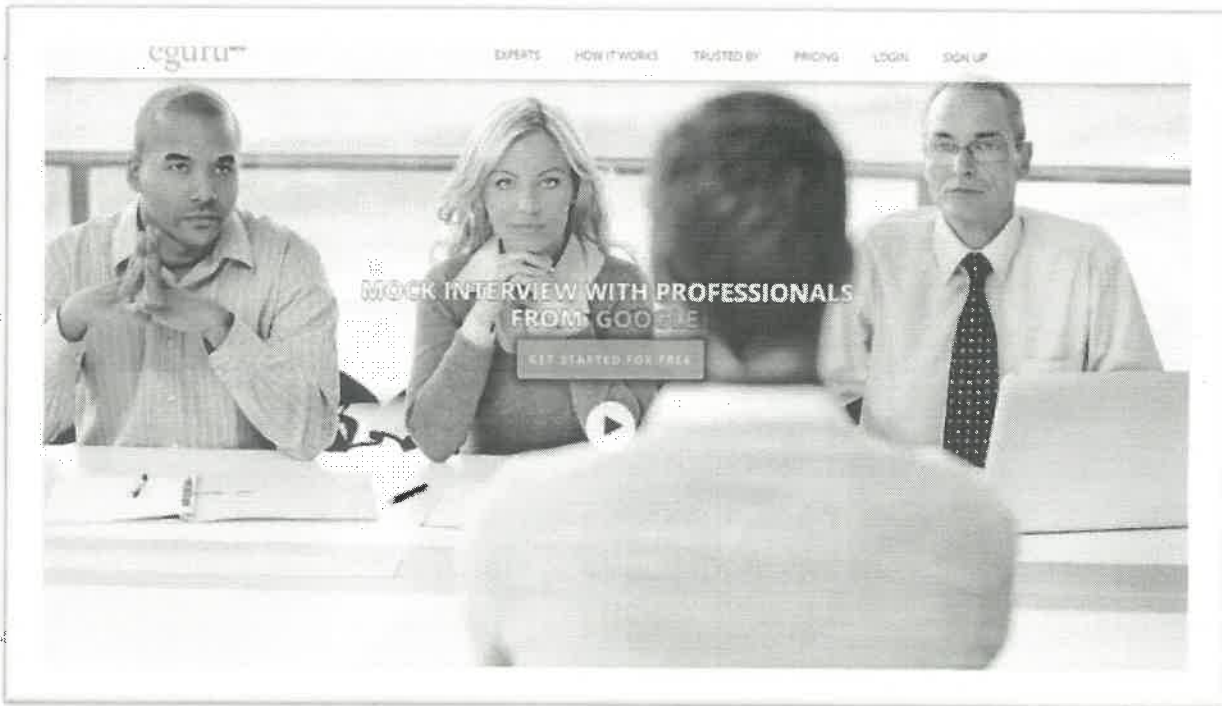 eguru
EXPERTS HOW IT WORKS TRUSTED BY PRICING LOGIN SIGN UP
MOCK INTERVIEW WITH PROFESSIONALS
FROM GOOGLE
GET STARTED FOR FREE